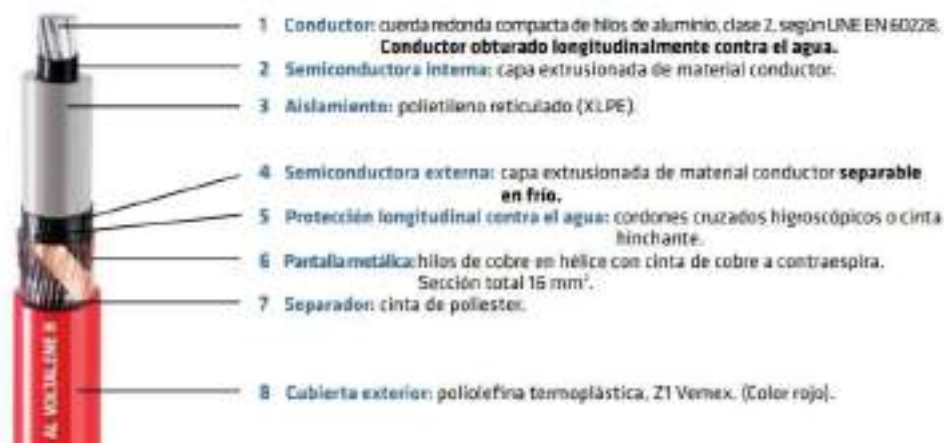 1 Conductor: cuerda redonda compacta de hilos de aluminio, clase 2, según UNE EN 60228.
Conductor obturado longitudinalmente contra el agua.
2 Semiconductora interna: capa extrusionada de material conductor.
3 Aislamiento: polietileno reticulado (XLPE)
4 Semiconductora externa: capa extrusionada de material conductor separable
en frío.
5 Protección longitudinal contra el agua: cordones cruzados higroscópicos o cinta
hinchante.
6 Pantalla metálica: hilos de cobre en hélice con cinta de cobre a contraespira.
Sección total 16 mm².
7 Separador: cinta de poliester.
8 Cubierta exterior: poliolefina termoplástica, Z1 Vemex. (Color rojo).
AL VOLTALENE H